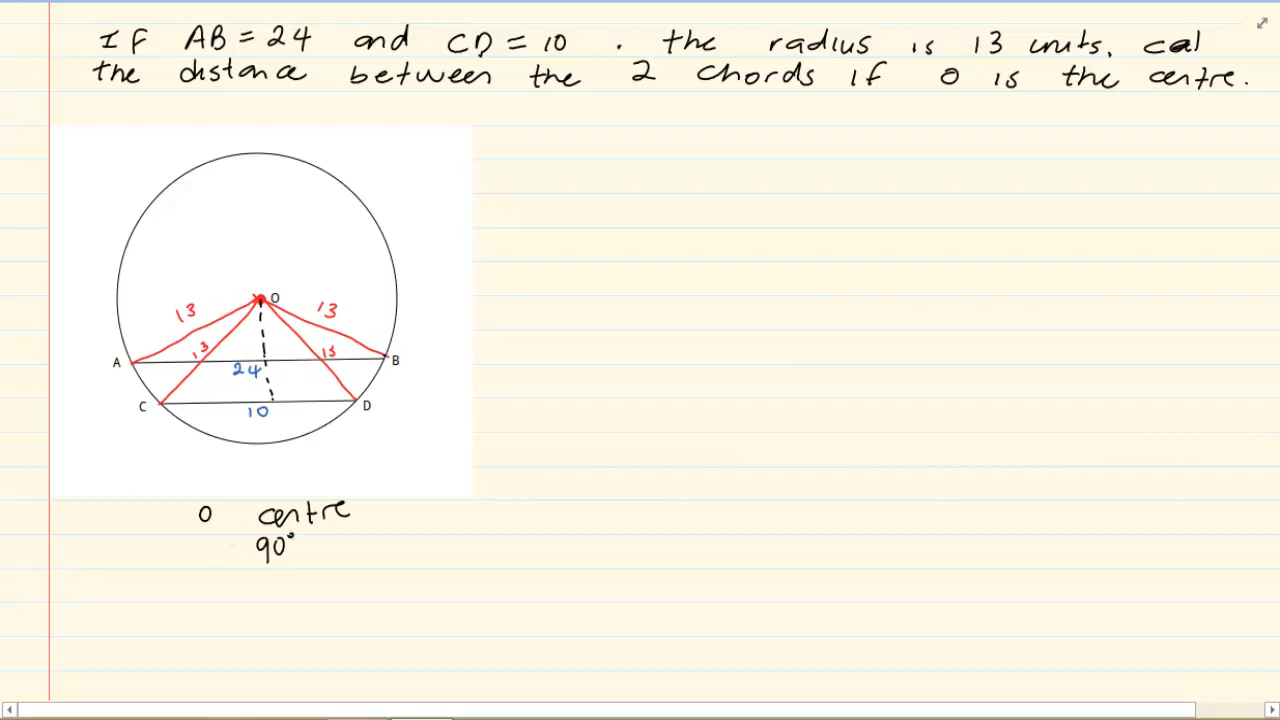 If AB = 24 and CD = 10 . the radius is 13 units. cal
the distance between the 2 chords if O is the centre.
O
13 13
13 13
A B
24
C D
10
O centre
90°